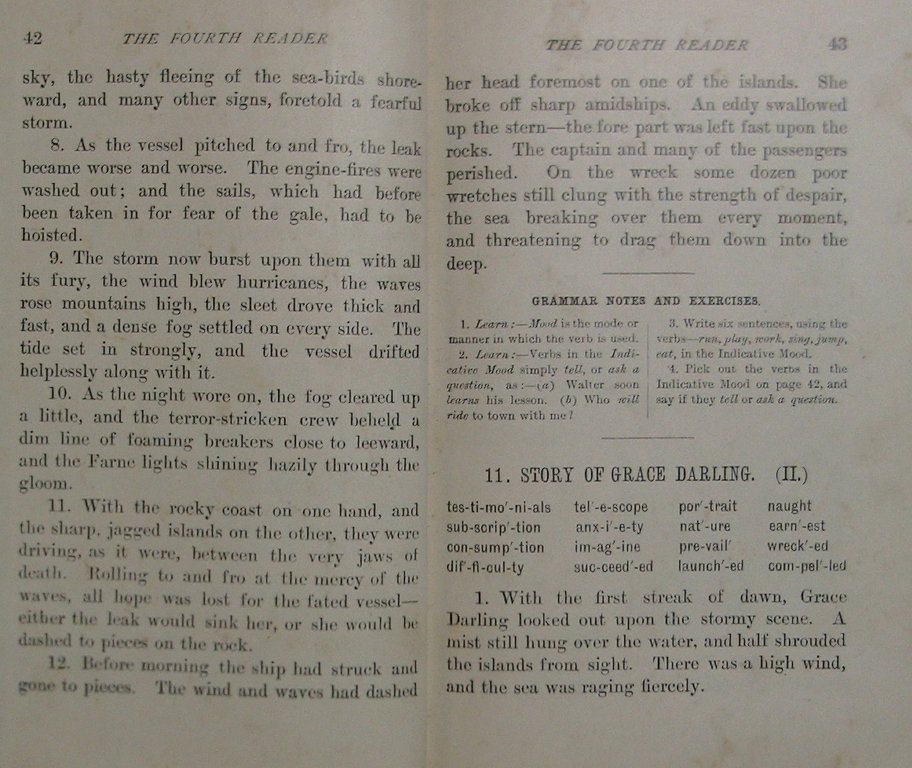 42 THE FOURTH READER
sky, the hasty fleeing of the sea-birds shore-
ward, and many other signs, foretold a fearful
storm.
8. As the vessel pitched to and fro, the leak
became worse and worse. The engine-fires were
washed out; and the sails, which had before
been taken in for fear of the gale, had to be
hoisted.
9. The storm now burst upon them with all
its fury, the wind blew hurricanes, the waves
rose mountains high, the sleet drove thick and
fast, and a dense fog settled on every side. The
tide set in strongly, and the vessel drifted
helplessly along with it.
10. As the night wore on, the fog cleared up
a little, and the terror-stricken crew beheld a
dim line of foaming breakers close to leeward,
and the Farne lights shining hazily through the
gloom.
11. With the rocky coast on one hand, and
the sharp, jagged islands on the other, they were
driving, as it were, between the very jaws of
death. Rolling to and fro at the mercy of the
waves, all hope was lost for the fated vessel—
either the leak would sink her, or she would be
dashed to pieces on the rock.
12. Before morning the ship had struck and
gone to pieces. The wind and waves had dashed
THE FOURTH READER 43
her head foremost on one of the islands. She
broke off sharp amidships. An eddy swallowed
up the stern—the fore part was left fast upon the
rocks. The captain and many of the passengers
perished. On the wreck some dozen poor
wretches still clung with the strength of despair,
the sea breaking over them every moment,
and threatening to drag them down into the
deep.
GRAMMAR NOTES AND EXERCISES.
1. Learn:—Mood is the mode or
manner in which the verb is used.
2. Learn:—Verbs in the Indi-
cative Mood simply tell, or ask a
question, as:—(a) Walter soon
learns his lesson. (b) Who will
ride to town with me?
3. Write six sentences, using the
verbs—run, play, work, sing, jump,
eat, in the Indicative Mood.
4. Pick out the verbs in the
Indicative Mood on page 42, and
say if they tell or ask a question.
11. STORY OF GRACE DARLING. (II.)
tes-ti-mo'-ni-als tel'-e-scope por'-trait naught
sub-scrip'-tion anx-i'-e-ty nat'-ure earn'-est
con-sump'-tion im-ag'-ine pre-vail' wreck'-ed
dif'-fi-cul-ty suc-ceed'-ed launch'-ed com-pel'-led
1. With the first streak of dawn, Grace
Darling looked out upon the stormy scene. A
mist still hung over the water, and half shrouded
the islands from sight. There was a high wind,
and the sea was raging fiercely.